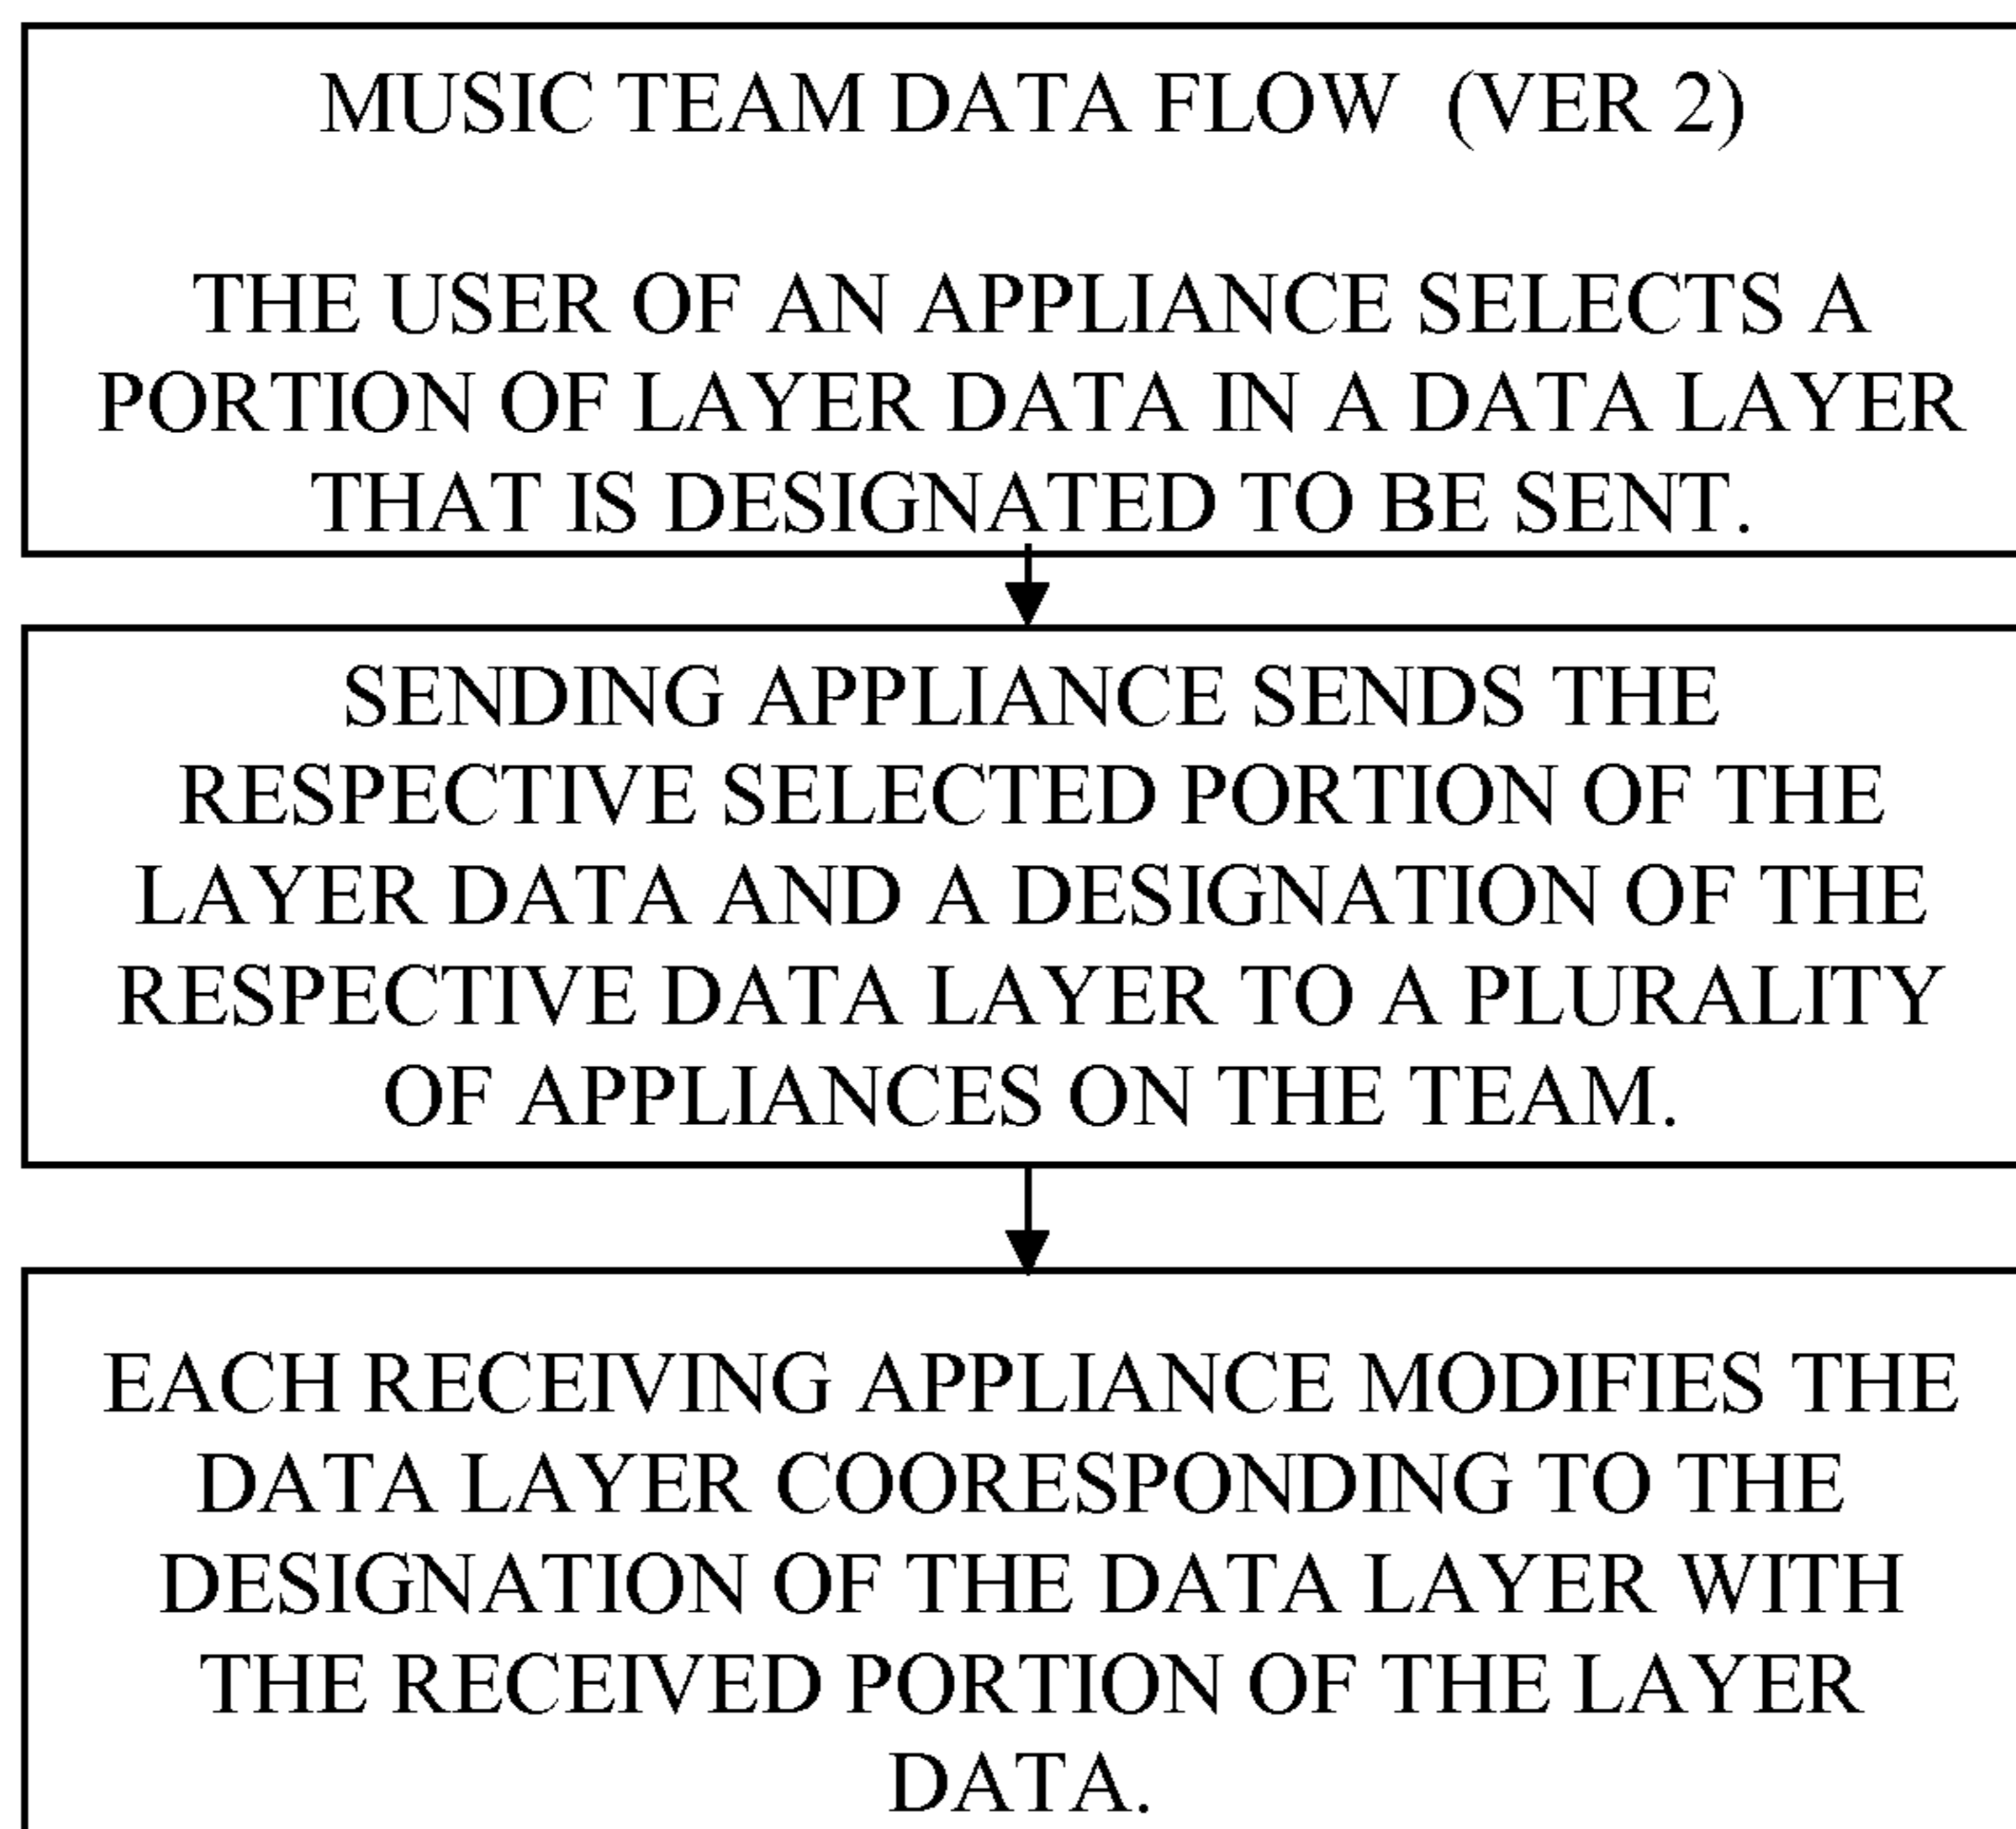 MUSIC TEAM DATA FLOW (VER 2)
THE USER OF AN APPLIANCE SELECTS A
PORTION OF LAYER DATA IN A DATA LAYER
THAT IS DESIGNATED TO BE SENT.
SENDING APPLIANCE SENDS THE
RESPECTIVE SELECTED PORTION OF THE
LAYER DATA AND A DESIGNATION OF THE
RESPECTIVE DATA LAYER TO A PLURALITY
OF APPLIANCES ON THE TEAM.
EACH RECEIVING APPLIANCE MODIFIES THE
DATA LAYER COORESPONDING TO THE
DESIGNATION OF THE DATA LAYER WITH
THE RECEIVED PORTION OF THE LAYER
DATA.